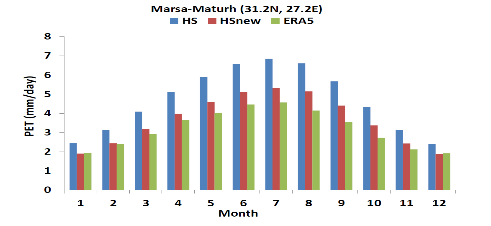 Marsa-Maturh (31.2N, 27.2E)
HS HSnew ERA5
8
7
6
5
4
3
2
1
0
PET (mm/day)
1 2 3 4 5 6 7 8 9 10 11 12
Month